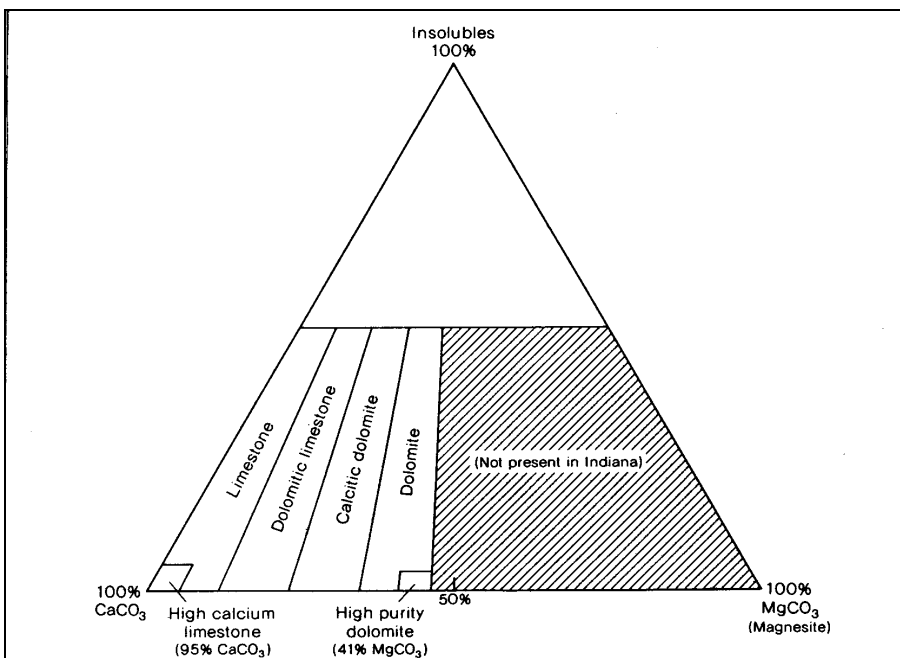 Insolubles
100%
Limestone
Dolomitic limestone
Calcitic dolomite
Dolomite
(Not present in Indiana)
100%
CaCO₃
50%
100%
MgCO₃
(Magnesite)
High calcium
limestone
(95% CaCO₃)
High purity
dolomite
(41% MgCO₃)